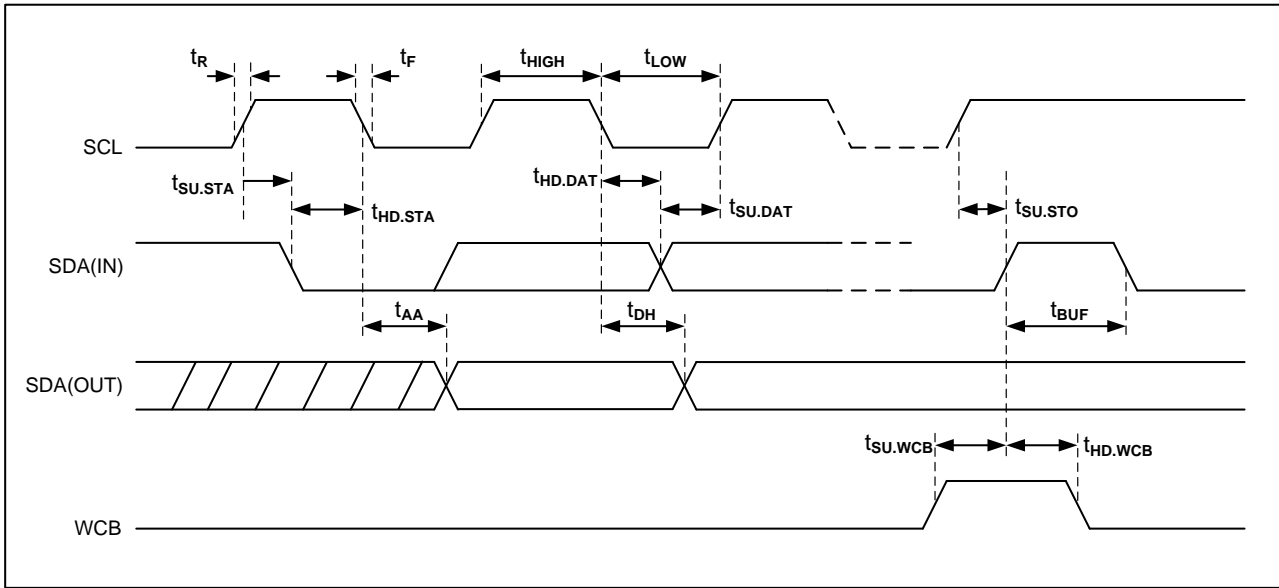 tR tF tHIGH tLOW
SCL
tSU.STA tHD.STA tHD.DAT tSU.DAT tSU.STO
SDA(IN)
tAA tDH tBUF
SDA(OUT)
tSU.WCB tHD.WCB
WCB